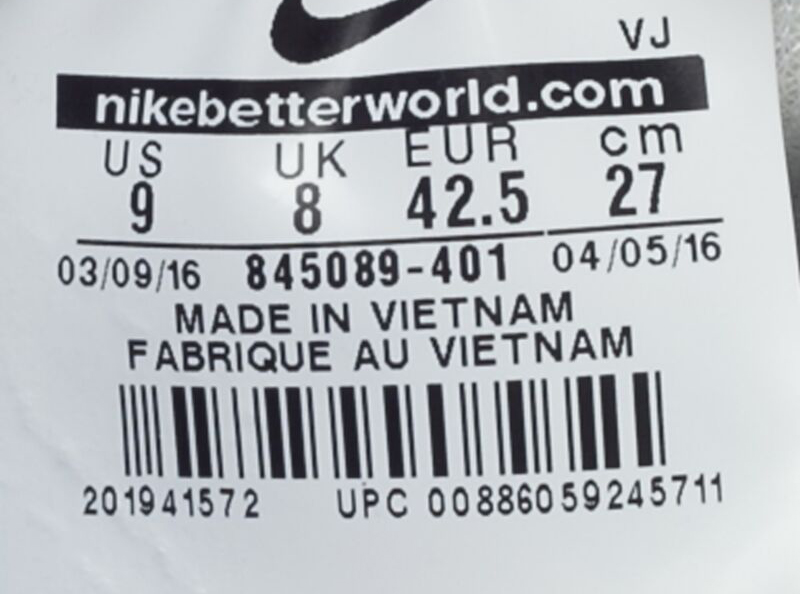 VJ
nikebetterworld.com
US UK EUR cm
9 8 42.5 27
03/09/16 845089-401 04/05/16
MADE IN VIETNAM
FABRIQUE AU VIETNAM
201941572 UPC 00886059245711